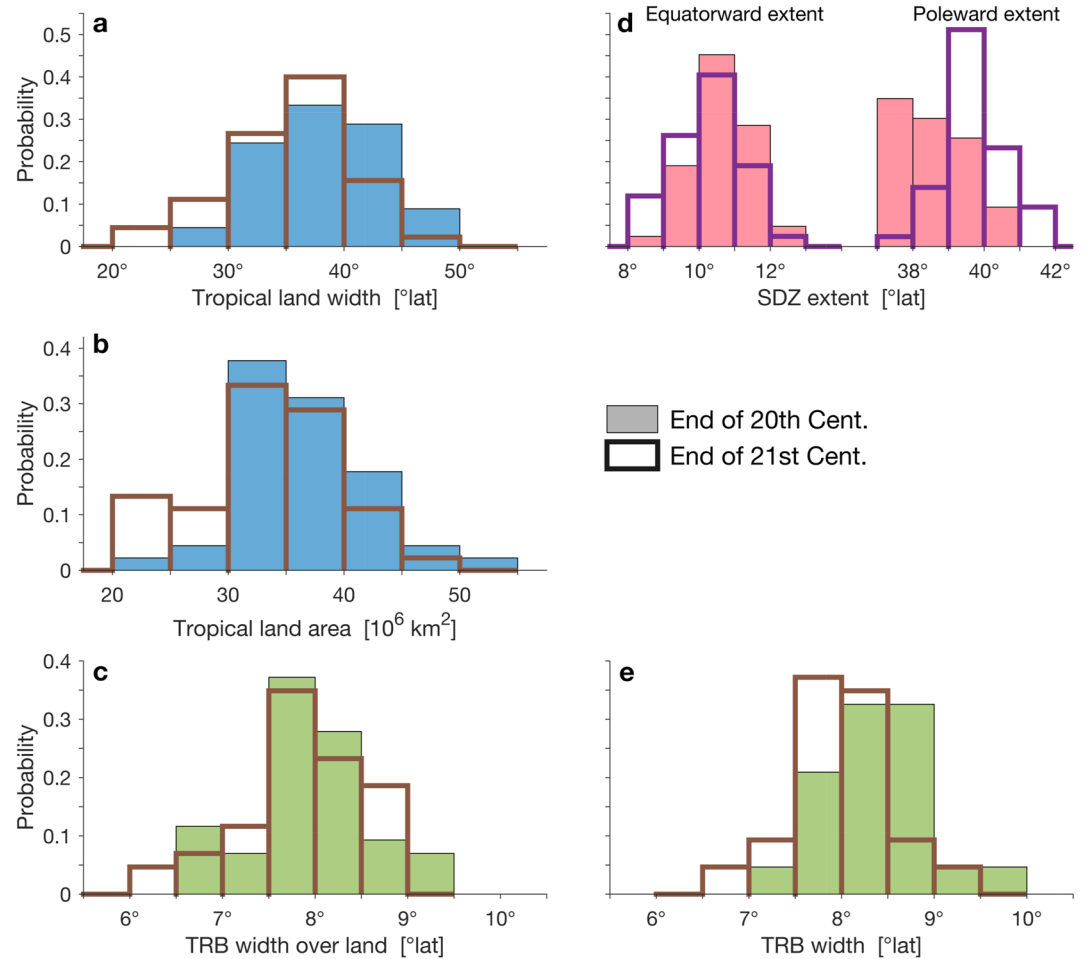 a
0.5
0.4
0.3
0.2
0.1
0
Probability
20° 30° 40° 50°
Tropical land width [°lat]
d
Equatorward extent Poleward extent
8° 10° 12° 38° 40° 42°
SDZ extent [°lat]
b
0.4
0.3
0.2
0.1
0
Probability
20 30 40 50
Tropical land area [10⁶ km²]
End of 20th Cent.
End of 21st Cent.
c
0.4
0.3
0.2
0.1
0
Probability
6° 7° 8° 9° 10°
TRB width over land [°lat]
e
6° 7° 8° 9° 10°
TRB width [°lat]